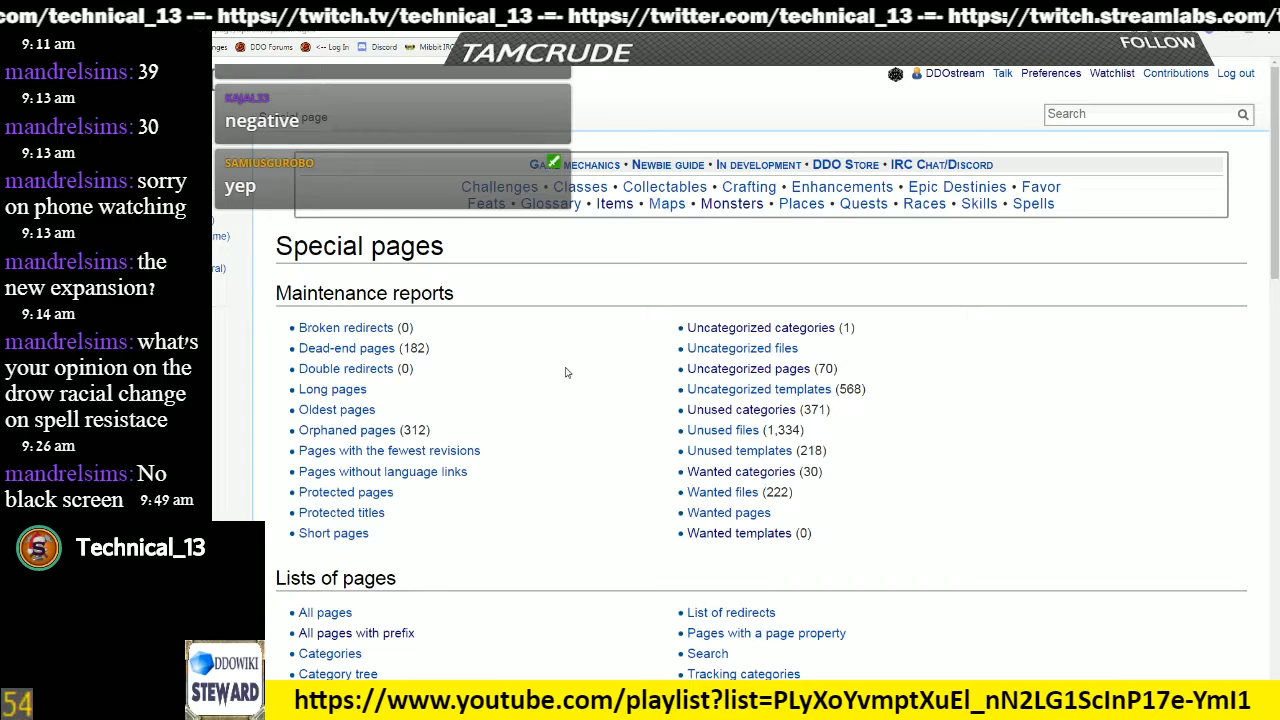 com/technical_13 -=- https://twitch.tv/technical_13 -=- https://twitter.com/technical_13 -=- https://twitch.streamlabs.com/t
9:11 am
mandrelsims: 39
9:13 am
mandrelsims: 30
9:13 am
mandrelsims: sorry
on phone watching
9:13 am
mandrelsims: the
new expansion?
9:14 am
mandrelsims: what's
your opinion on the
drow racial change
on spell resistace
9:26 am
mandrelsims: No
black screen 9:49 am
Technical_13
DDOWIKI
STEWARD
54
DDO Forums <-- Log In Discord Mibbit IRC
TAMCRUDE
FOLLOW
DDOstream Talk Preferences Watchlist Contributions Log out
KAJAL33
negative
page
SAMIUSGUROBO
yep
Search
MECHANICS • NEWBIE GUIDE • IN DEVELOPMENT • DDO STORE • IRC CHAT/DISCORD
Challenges • Classes • Collectables • Crafting • Enhancements • Epic Destinies • Favor
Feats • Glossary • Items • Maps • Monsters • Places • Quests • Races • Skills • Spells
Special pages
Maintenance reports
• Broken redirects (0)
• Dead-end pages (182)
• Double redirects (0)
• Long pages
• Oldest pages
• Orphaned pages (312)
• Pages with the fewest revisions
• Pages without language links
• Protected pages
• Protected titles
• Short pages
• Uncategorized categories (1)
• Uncategorized files
• Uncategorized pages (70)
• Uncategorized templates (568)
• Unused categories (371)
• Unused files (1,334)
• Unused templates (218)
• Wanted categories (30)
• Wanted files (222)
• Wanted pages
• Wanted templates (0)
Lists of pages
• All pages
• All pages with prefix
• Categories
• Category tree
• List of redirects
• Pages with a page property
• Search
• Tracking categories
https://www.youtube.com/playlist?list=PLyXoYvmptXuEl_nN2LG1ScInP17e-YmI1